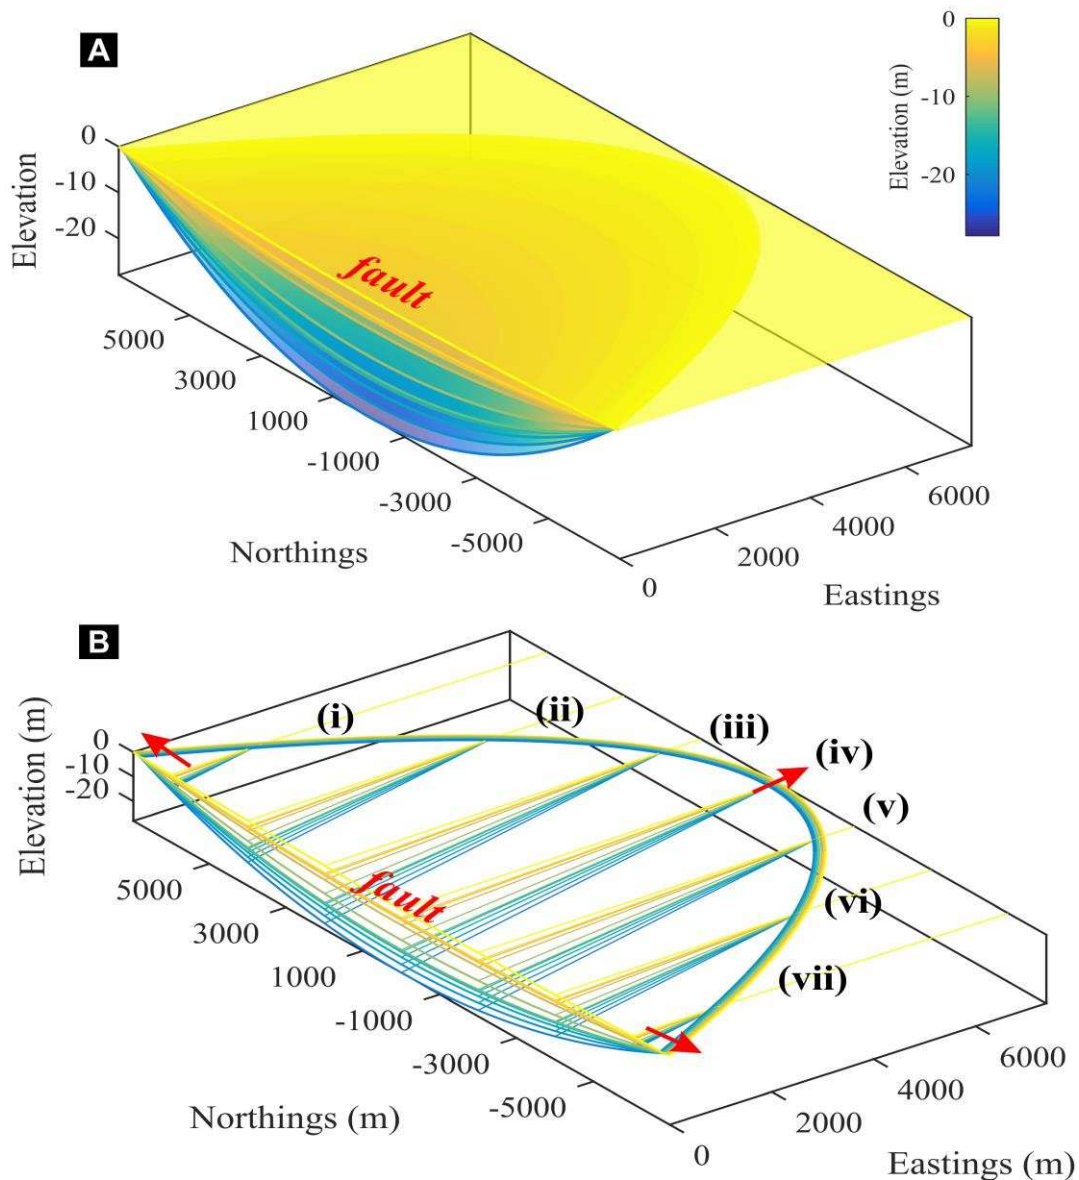 A
0
-10
-20
Elevation
Elevation (m)
0
-10
-20
fault
5000
3000
1000
-1000
-3000
-5000
Northings
0
2000
4000
6000
Eastings
B
0
-10
-20
Elevation (m)
(i)
(ii)
(iii)
(iv)
(v)
(vi)
(vii)
fault
5000
3000
1000
-1000
-3000
-5000
Northings (m)
0
2000
4000
6000
Eastings (m)